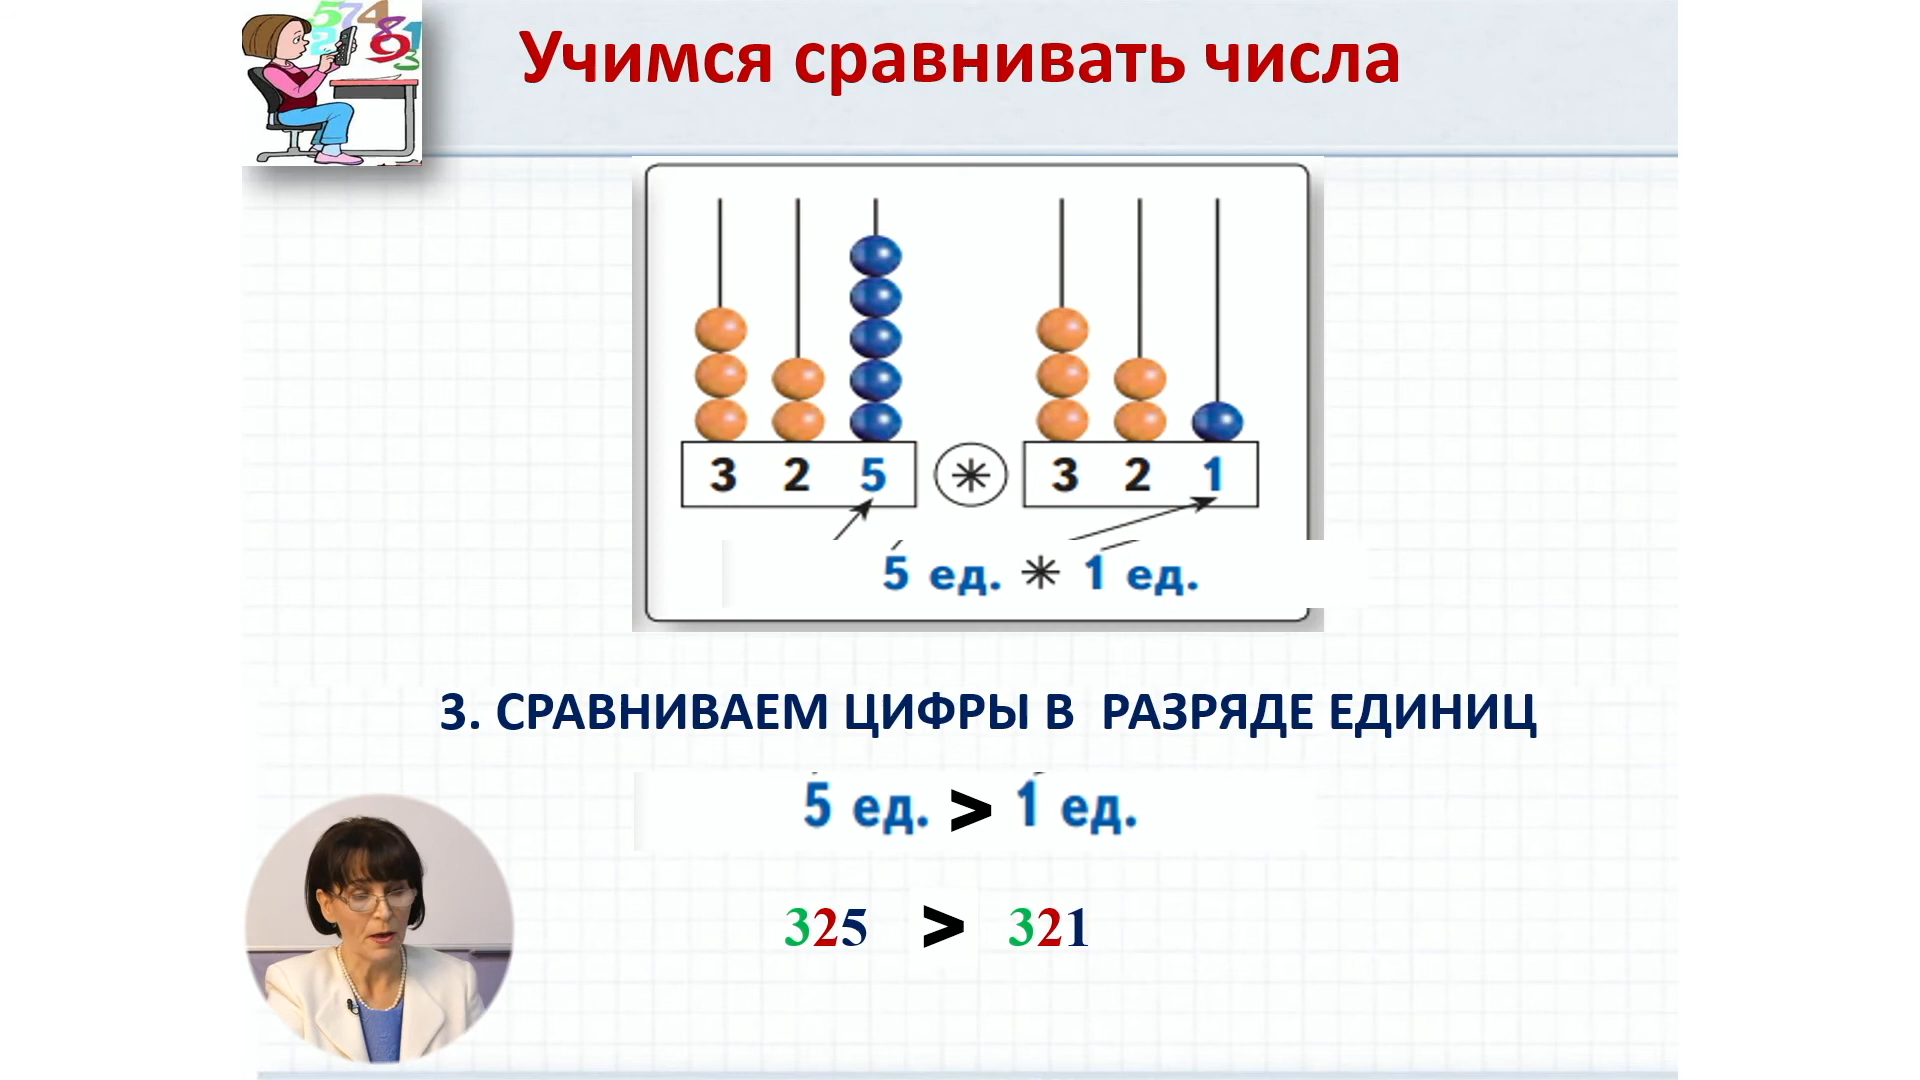 Учимся сравнивать числа
3 2 5 * 3 2 1
5 ед. * 1 ед.
3. СРАВНИВАЕМ ЦИФРЫ В РАЗРЯДЕ ЕДИНИЦ
5 ед. > 1 ед.
325 > 321